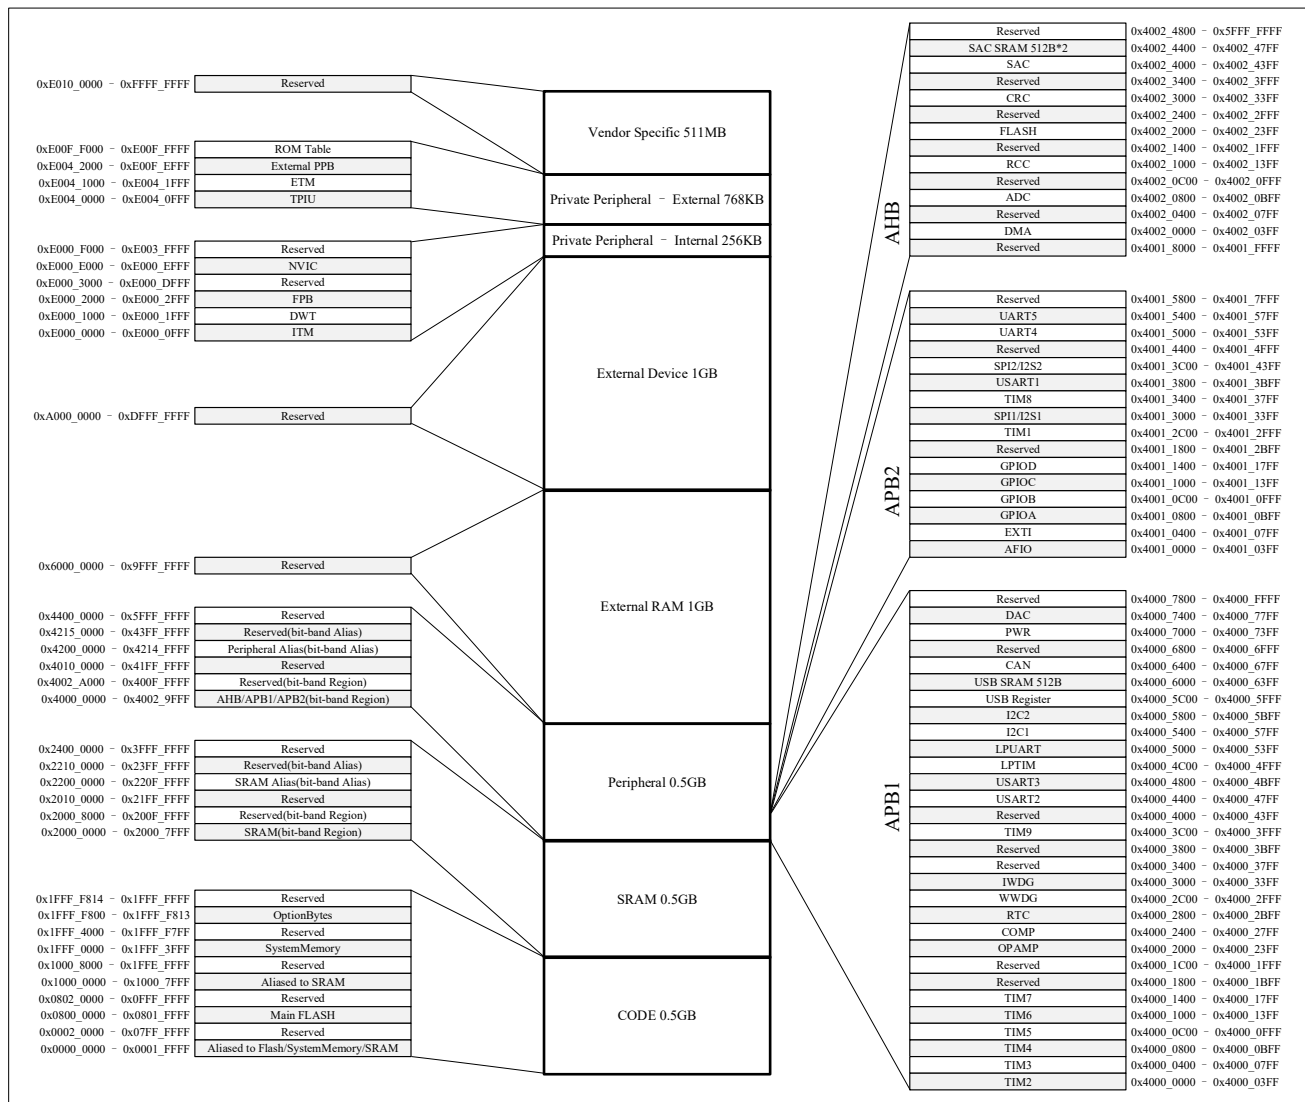 0xE010_0000 - 0xFFFF_FFFF Reserved
0xE00F_F000 - 0xE00F_FFFF ROM Table
0xE004_2000 - 0xE00F_EFFF External PPB
0xE004_1000 - 0xE004_1FFF ETM
0xE004_0000 - 0xE004_0FFF TPIU
0xE000_F000 - 0xE003_FFFF Reserved
0xE000_E000 - 0xE000_EFFF NVIC
0xE000_3000 - 0xE000_DFFF Reserved
0xE000_2000 - 0xE000_2FFF FPB
0xE000_1000 - 0xE000_1FFF DWT
0xE000_0000 - 0xE000_0FFF ITM
0xA000_0000 - 0xDFFF_FFFF Reserved
0x6000_0000 - 0x9FFF_FFFF Reserved
0x4400_0000 - 0x5FFF_FFFF Reserved
0x4215_0000 - 0x43FF_FFFF Reserved(bit-band Alias)
0x4200_0000 - 0x4214_FFFF Peripheral Alias(bit-band Alias)
0x4010_0000 - 0x41FF_FFFF Reserved
0x4002_A000 - 0x400F_FFFF Reserved(bit-band Region)
0x4000_0000 - 0x4002_9FFF AHB/APB1/APB2(bit-band Region)
0x2400_0000 - 0x3FFF_FFFF Reserved
0x2210_0000 - 0x23FF_FFFF Reserved(bit-band Alias)
0x2200_0000 - 0x220F_FFFF SRAM Alias(bit-band Alias)
0x2010_0000 - 0x21FF_FFFF Reserved
0x2000_8000 - 0x200F_FFFF Reserved(bit-band Region)
0x2000_0000 - 0x2000_7FFF SRAM(bit-band Region)
0x1FFF_F814 - 0x1FFF_FFFF Reserved
0x1FFF_F800 - 0x1FFF_F813 OptionBytes
0x1FFF_4000 - 0x1FFF_F7FF Reserved
0x1FFF_0000 - 0x1FFF_3FFF SystemMemory
0x1000_8000 - 0x1FFE_FFFF Reserved
0x1000_0000 - 0x1000_7FFF Aliased to SRAM
0x0802_0000 - 0x0FFF_FFFF Reserved
0x0800_0000 - 0x0801_FFFF Main FLASH
0x0002_0000 - 0x07FF_FFFF Reserved
0x0000_0000 - 0x0001_FFFF Aliased to Flash/SystemMemory/SRAM
Vendor Specific 511MB
Private Peripheral - External 768KB
Private Peripheral - Internal 256KB
External Device 1GB
External RAM 1GB
Peripheral 0.5GB
SRAM 0.5GB
CODE 0.5GB
AHB
Reserved 0x4002_4800 - 0x5FFF_FFFF
SAC SRAM 512B*2 0x4002_4400 - 0x4002_47FF
SAC 0x4002_4000 - 0x4002_43FF
Reserved 0x4002_3400 - 0x4002_3FFF
CRC 0x4002_3000 - 0x4002_33FF
Reserved 0x4002_2400 - 0x4002_2FFF
FLASH 0x4002_2000 - 0x4002_23FF
Reserved 0x4002_1400 - 0x4002_1FFF
RCC 0x4002_1000 - 0x4002_13FF
Reserved 0x4002_0C00 - 0x4002_0FFF
ADC 0x4002_0800 - 0x4002_0BFF
Reserved 0x4002_0400 - 0x4002_07FF
DMA 0x4002_0000 - 0x4002_03FF
Reserved 0x4001_8000 - 0x4001_FFFF
APB2
Reserved 0x4001_5800 - 0x4001_7FFF
UART5 0x4001_5400 - 0x4001_57FF
UART4 0x4001_5000 - 0x4001_53FF
Reserved 0x4001_4400 - 0x4001_4FFF
SPI2/I2S2 0x4001_3C00 - 0x4001_43FF
USART1 0x4001_3800 - 0x4001_3BFF
TIM8 0x4001_3400 - 0x4001_37FF
SPI1/I2S1 0x4001_3000 - 0x4001_33FF
TIM1 0x4001_2C00 - 0x4001_2FFF
Reserved 0x4001_1800 - 0x4001_2BFF
GPIOD 0x4001_1400 - 0x4001_17FF
GPIOC 0x4001_1000 - 0x4001_13FF
GPIOB 0x4001_0C00 - 0x4001_0FFF
GPIOA 0x4001_0800 - 0x4001_0BFF
EXTI 0x4001_0400 - 0x4001_07FF
AFIO 0x4001_0000 - 0x4001_03FF
APB1
Reserved 0x4000_7800 - 0x4000_FFFF
DAC 0x4000_7400 - 0x4000_77FF
PWR 0x4000_7000 - 0x4000_73FF
Reserved 0x4000_6800 - 0x4000_6FFF
CAN 0x4000_6400 - 0x4000_67FF
USB SRAM 512B 0x4000_6000 - 0x4000_63FF
USB Register 0x4000_5C00 - 0x4000_5FFF
I2C2 0x4000_5800 - 0x4000_5BFF
I2C1 0x4000_5400 - 0x4000_57FF
LPUART 0x4000_5000 - 0x4000_53FF
LPTIM 0x4000_4C00 - 0x4000_4FFF
USART3 0x4000_4800 - 0x4000_4BFF
USART2 0x4000_4400 - 0x4000_47FF
Reserved 0x4000_4000 - 0x4000_43FF
TIM9 0x4000_3C00 - 0x4000_3FFF
Reserved 0x4000_3800 - 0x4000_3BFF
Reserved 0x4000_3400 - 0x4000_37FF
IWDG 0x4000_3000 - 0x4000_33FF
WWDG 0x4000_2C00 - 0x4000_2FFF
RTC 0x4000_2800 - 0x4000_2BFF
COMP 0x4000_2400 - 0x4000_27FF
OPAMP 0x4000_2000 - 0x4000_23FF
Reserved 0x4000_1C00 - 0x4000_1FFF
Reserved 0x4000_1800 - 0x4000_1BFF
TIM7 0x4000_1400 - 0x4000_17FF
TIM6 0x4000_1000 - 0x4000_13FF
TIM5 0x4000_0C00 - 0x4000_0FFF
TIM4 0x4000_0800 - 0x4000_0BFF
TIM3 0x4000_0400 - 0x4000_07FF
TIM2 0x4000_0000 - 0x4000_03FF